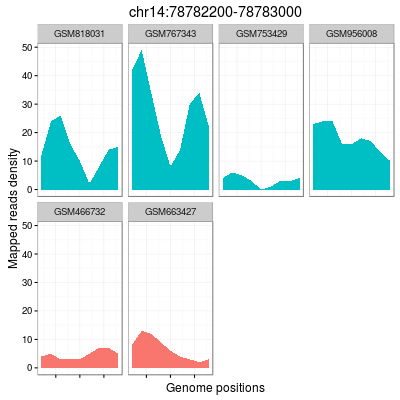 chr14:78782200-78783000
GSM818031 GSM767343 GSM753429 GSM956008
50
40
30
20
10
0
GSM466732 GSM663427
50
40
30
20
10
0
Mapped reads density
Genome positions